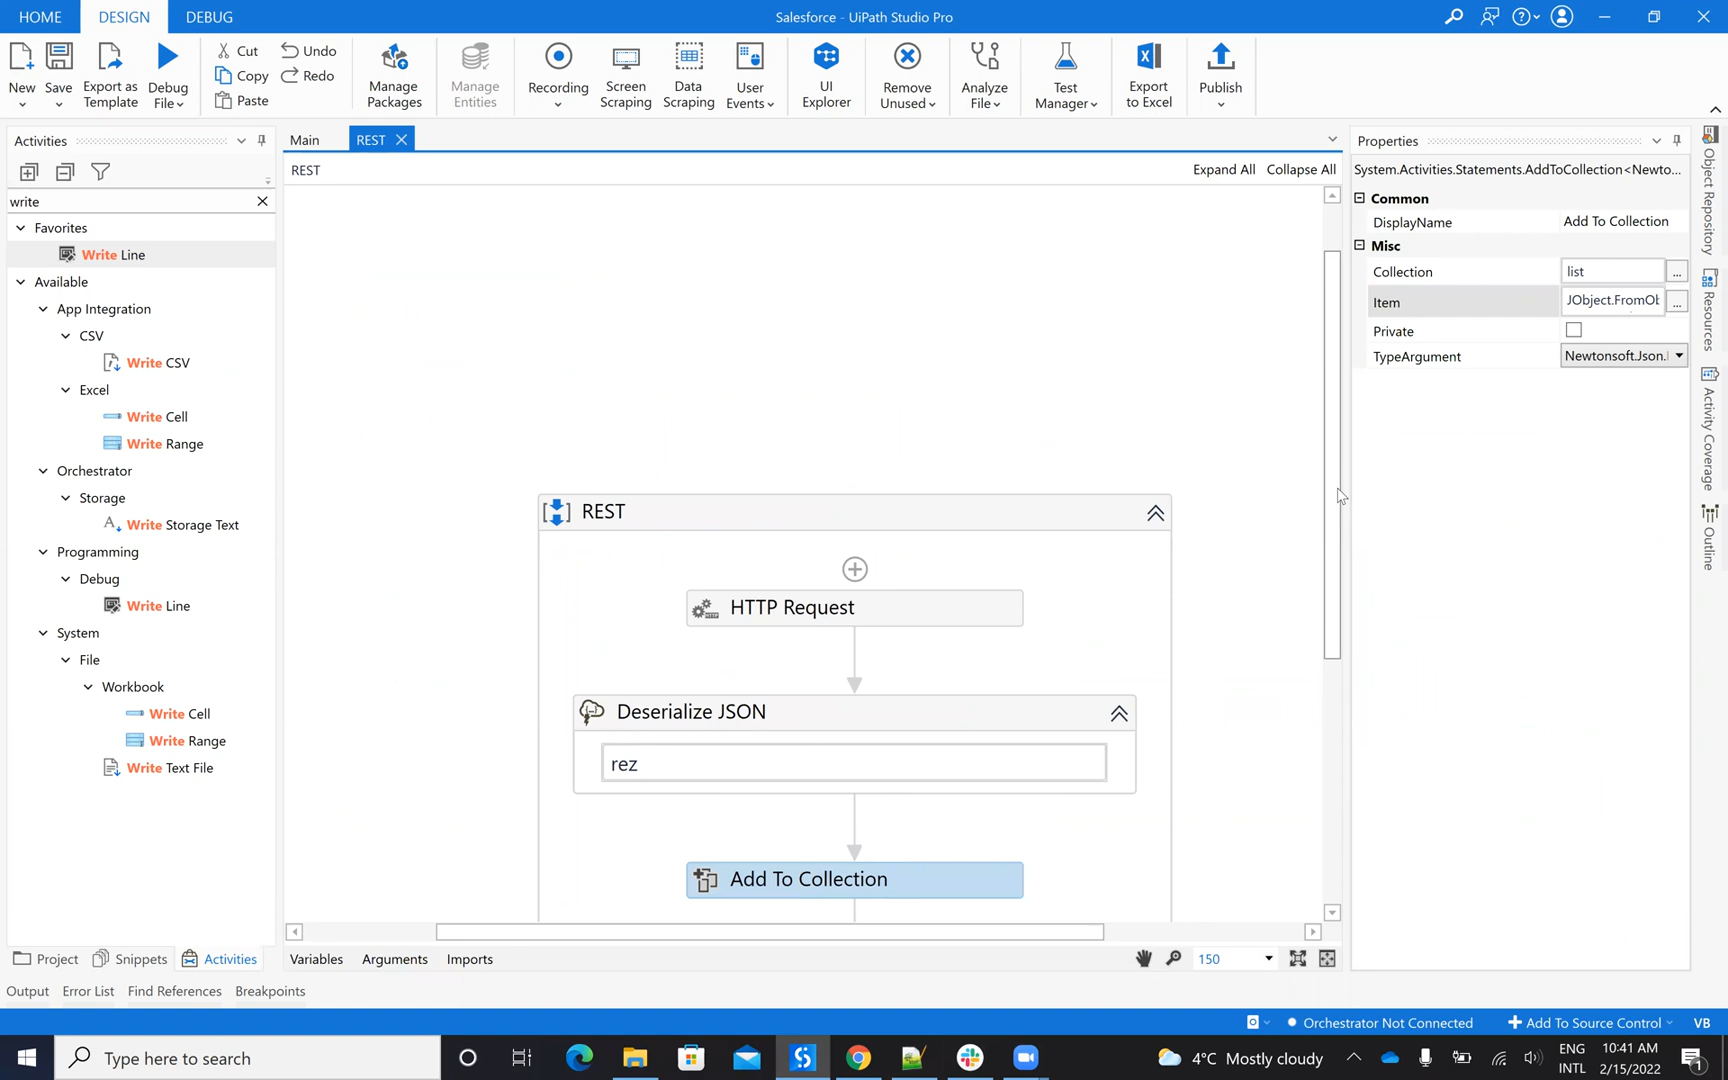 HOME
DESIGN
DEBUG
Salesforce - UiPath Studio Pro
New
Save
Export as Template
Debug File
Cut
Copy
Paste
Undo
Redo
Manage Packages
Manage Entities
Recording
Screen Scraping
Data Scraping
User Events
UI Explorer
Remove Unused
Analyze File
Test Manager
Export to Excel
Publish
Activities
write
Favorites
Write Line
Available
App Integration
CSV
Write CSV
Excel
Write Cell
Write Range
Orchestrator
Storage
Write Storage Text
Programming
Debug
Write Line
System
File
Workbook
Write Cell
Write Range
Write Text File
Project
Snippets
Activities
Main
REST
REST
Expand All
Collapse All
REST
HTTP Request
Deserialize JSON
rez
Add To Collection
Variables
Arguments
Imports
150
Properties
System.Activities.Statements.AddToCollection<Newto...
Common
DisplayName
Add To Collection
Misc
Collection
list
...
Item
JObject.FromOb
...
Private
TypeArgument
Newtonsoft.Json.
Object Repository
Resources
Activity Coverage
Outline
Output
Error List
Find References
Breakpoints
Orchestrator Not Connected
Add To Source Control
VB
Type here to search
4°C Mostly cloudy
ENG
INTL
10:41 AM
2/15/2022
1